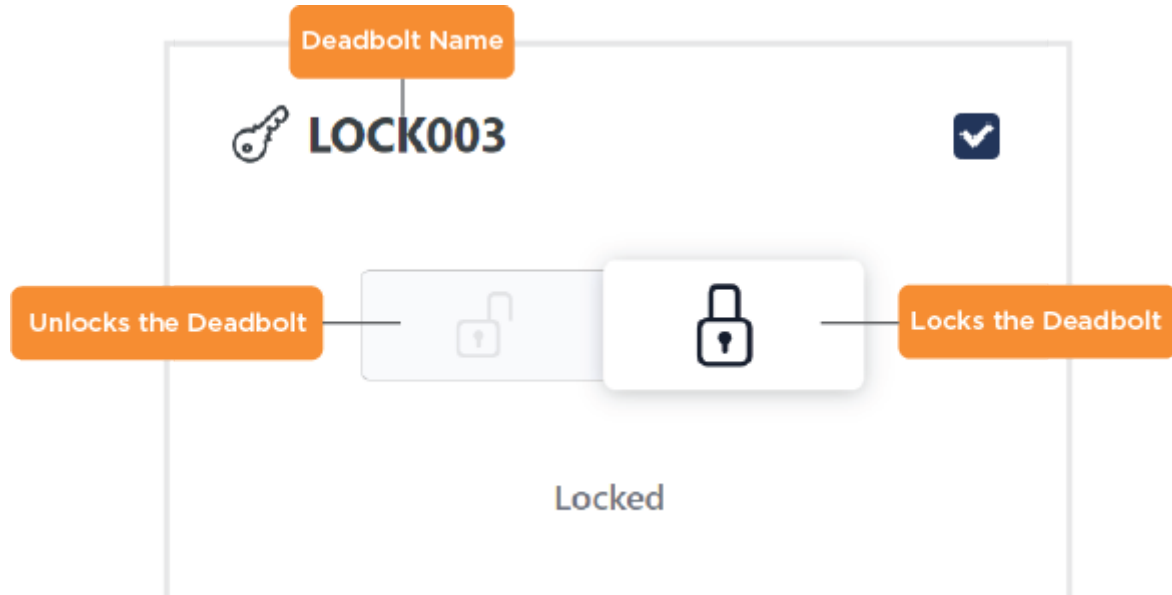 Deadbolt Name
LOCK003
Unlocks the Deadbolt
Locks the Deadbolt
Locked